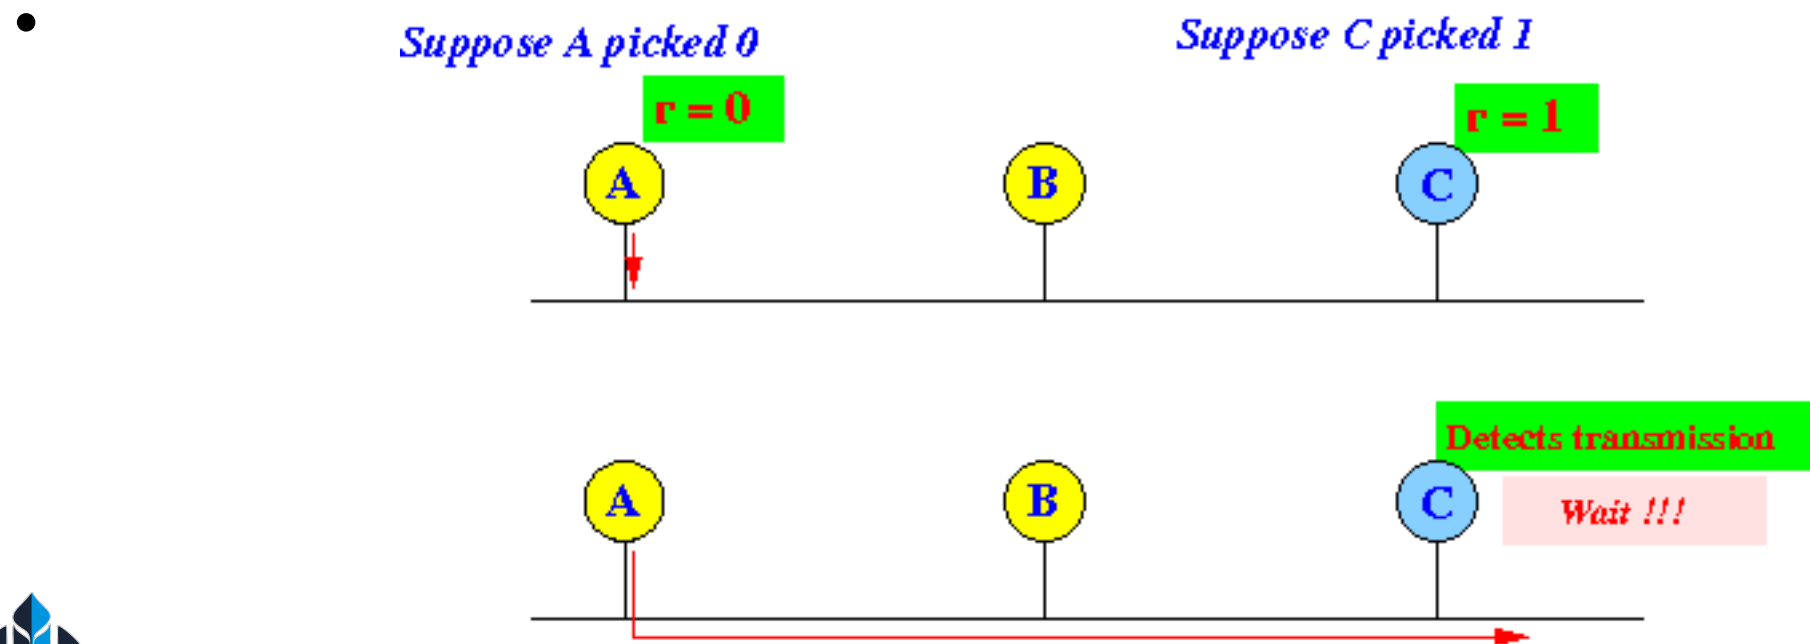 Suppose A picked 0
Suppose C picked 1
r = 0
r = 1
A
B
C
Detects transmission
A
B
C
Wait !!!